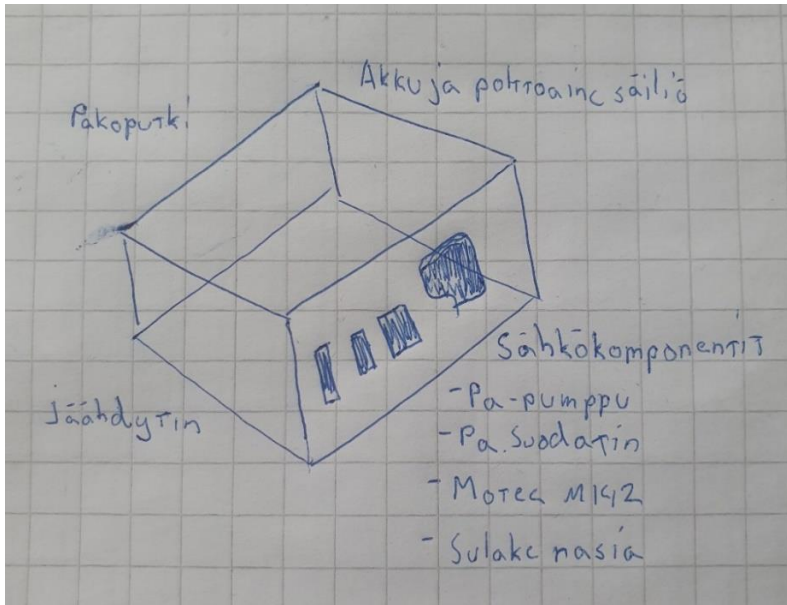 Akku ja polttoaine säiliö
Pakoputki
Sähkökomponentit
-Pa-pumppu
Jäähdytin
-Pa.Suodatin
- Motec M142
- Sulake rasia